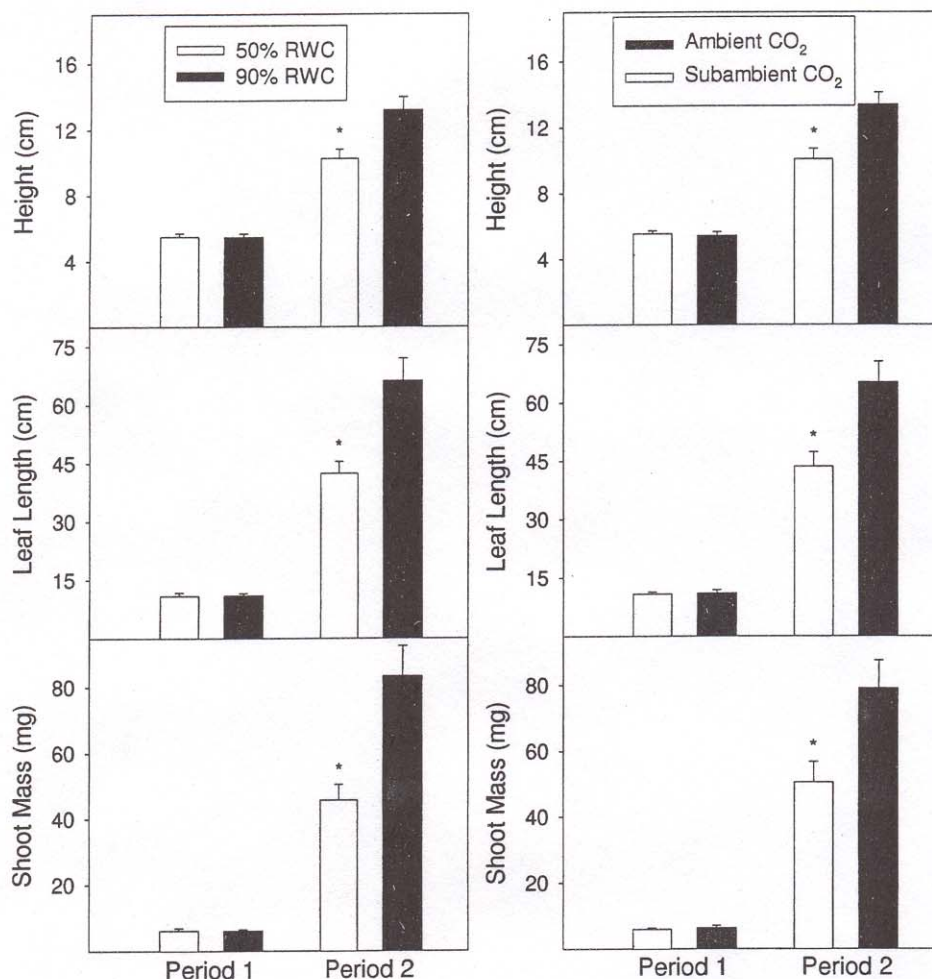 50% RWC
90% RWC
Height (cm)
16
12
8
4
*
Ambient CO₂
Subambient CO₂
Height (cm)
16
12
8
4
*
Leaf Length (cm)
75
60
45
30
15
*
Leaf Length (cm)
75
60
45
30
15
*
Shoot Mass (mg)
80
60
40
20
*
Period 1 Period 2
Shoot Mass (mg)
80
60
40
20
*
Period 1 Period 2